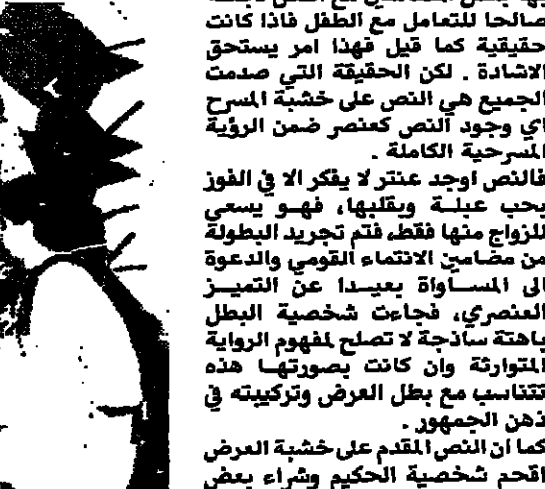 صالحا للتعامل مع الطفل فاذا كانت
حقيقية كما قيل فهذا امر يستحق
الاشادة . لكن الحقيقة التي صدمت
الجميع هي النص على خشبة المسرح
اي وجود النص كعنصر ضمن الرؤية
المسرحية الكاملة .
فالنص اوجد عنتر لا يفكر الا في الفوز
بحب عبلة وبقلبها، فهو يسعى
للزواج منها فقط، فتم تجريد البطولة
من مضامين الانتماء القومي والدعوة
الى المساواة بعيدا عن التميز
العنصري، فجاءت شخصية البطل
باهتة ساذجة لا تصلح لمفهوم الرواية
المتوارثة وان كانت بصورتها هذه
تتناسب مع بطل العرض وتركيبته في
ذهن الجمهور .
كما ان النص المقدم على خشبة العرض
اقحم شخصية الحكيم وشراء بعض